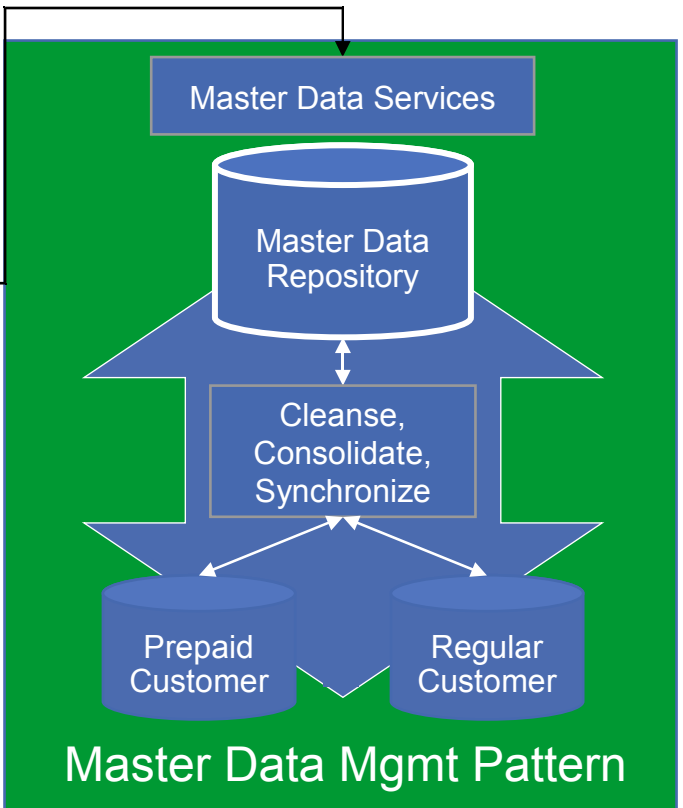 Master Data Services
Master Data
Repository
Cleanse,
Consolidate,
Synchronize
Prepaid
Customer
Regular
Customer
Master Data Mgmt Pattern